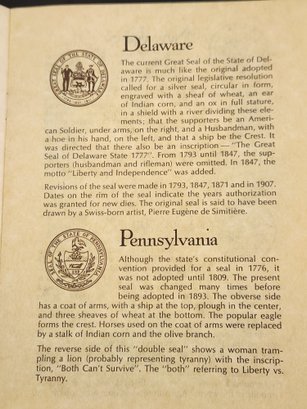 Delaware
The current Great Seal of the State of Del-
aware is much like the original adopted
in 1777. The original legislative resolution
called for a silver seal, circular in form,
engraved with a sheaf of wheat, an ear
of Indian corn, and an ox in full stature,
in a shield with a river dividing these ele-
ments; that the supporters be an Ameri-
can Soldier, under arms, on the right, and a Husbandman, with
a-hoe in his hand, on the left, and that a ship be the Crest. It
was directed that there also be an inscription—"The Great
Seal of Delaware State 1777". From 1793 until 1847, the sup-
porters (husbandman and rifleman) were omitted. In 1847, the
motto "Liberty and Independence" was added.
Revisions of the seal were made in 1793, 1847, 1871 and in 1907.
Dates on the rim of the seal indicate the years authorization
was granted for new dies. The original seal is said to have been
drawn by a Swiss-born artist, Pierre Eugène de Simitière.
Pennsylvania
Although the state's constitutional con-
vention provided for a seal in 1776, it
was not adopted until 1809. The present
seal was changed many times before
being adopted in 1893. The obverse side
has a coat of arms, with a ship at the top, plough in the center,
and three sheaves of wheat at the bottom. The popular eagle
forms the crest. Horses used on the coat of arms were replaced
by a stalk of Indian corn and the olive branch.
The reverse side of this "double seal" shows a woman tram-
pling a lion (probably representing tyranny) with the inscrip-
tion, "Both Can't Survive". The "both" referring to Liberty vs.
Tyranny.